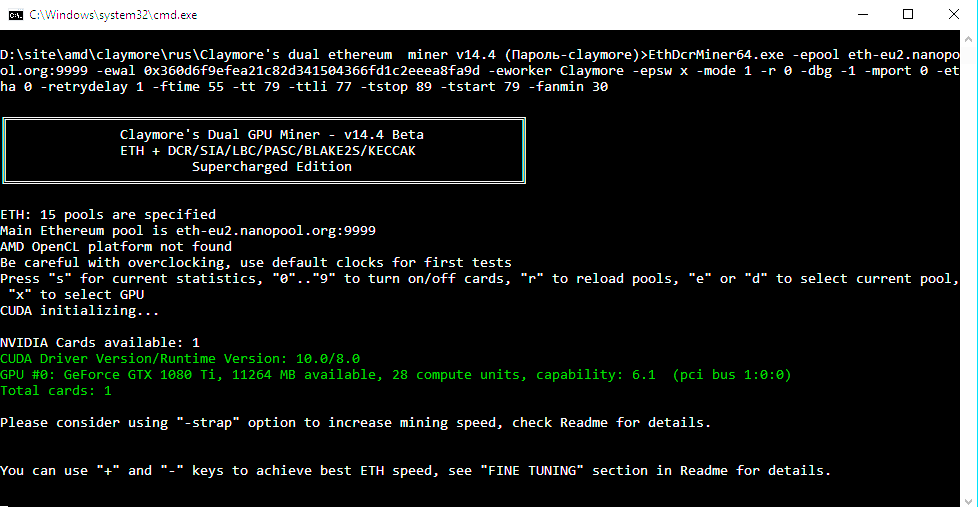 C:\Windows\system32\cmd.exe
D:\site\amd\claymore\rus\Claymore's dual ethereum  miner v14.4 (Пароль-claymore)>EthDcrMiner64.exe -epool eth-eu2.nanopo
ol.org:9999 -ewal 0x360d6f9efea21c82d341504366fd1c2eeea8fa9d -eworker Claymore -epsw x -mode 1 -r 0 -dbg -1 -mport 0 -et
ha 0 -retrydelay 1 -ftime 55 -tt 79 -ttli 77 -tstop 89 -tstart 79 -fanmin 30
Claymore's Dual GPU Miner - v14.4 Beta
ETH + DCR/SIA/LBC/PASC/BLAKE2S/KECCAK
Supercharged Edition
ETH: 15 pools are specified
Main Ethereum pool is eth-eu2.nanopool.org:9999
AMD OpenCL platform not found
Be careful with overclocking, use default clocks for first tests
Press "s" for current statistics, "0".."9" to turn on/off cards, "r" to reload pools, "e" or "d" to select current pool,
"x" to select GPU
CUDA initializing...
NVIDIA Cards available: 1
CUDA Driver Version/Runtime Version: 10.0/8.0
GPU #0: GeForce GTX 1080 Ti, 11264 MB available, 28 compute units, capability: 6.1  (pci bus 1:0:0)
Total cards: 1
Please consider using "-strap" option to increase mining speed, check Readme for details.
You can use "+" and "-" keys to achieve best ETH speed, see "FINE TUNING" section in Readme for details.